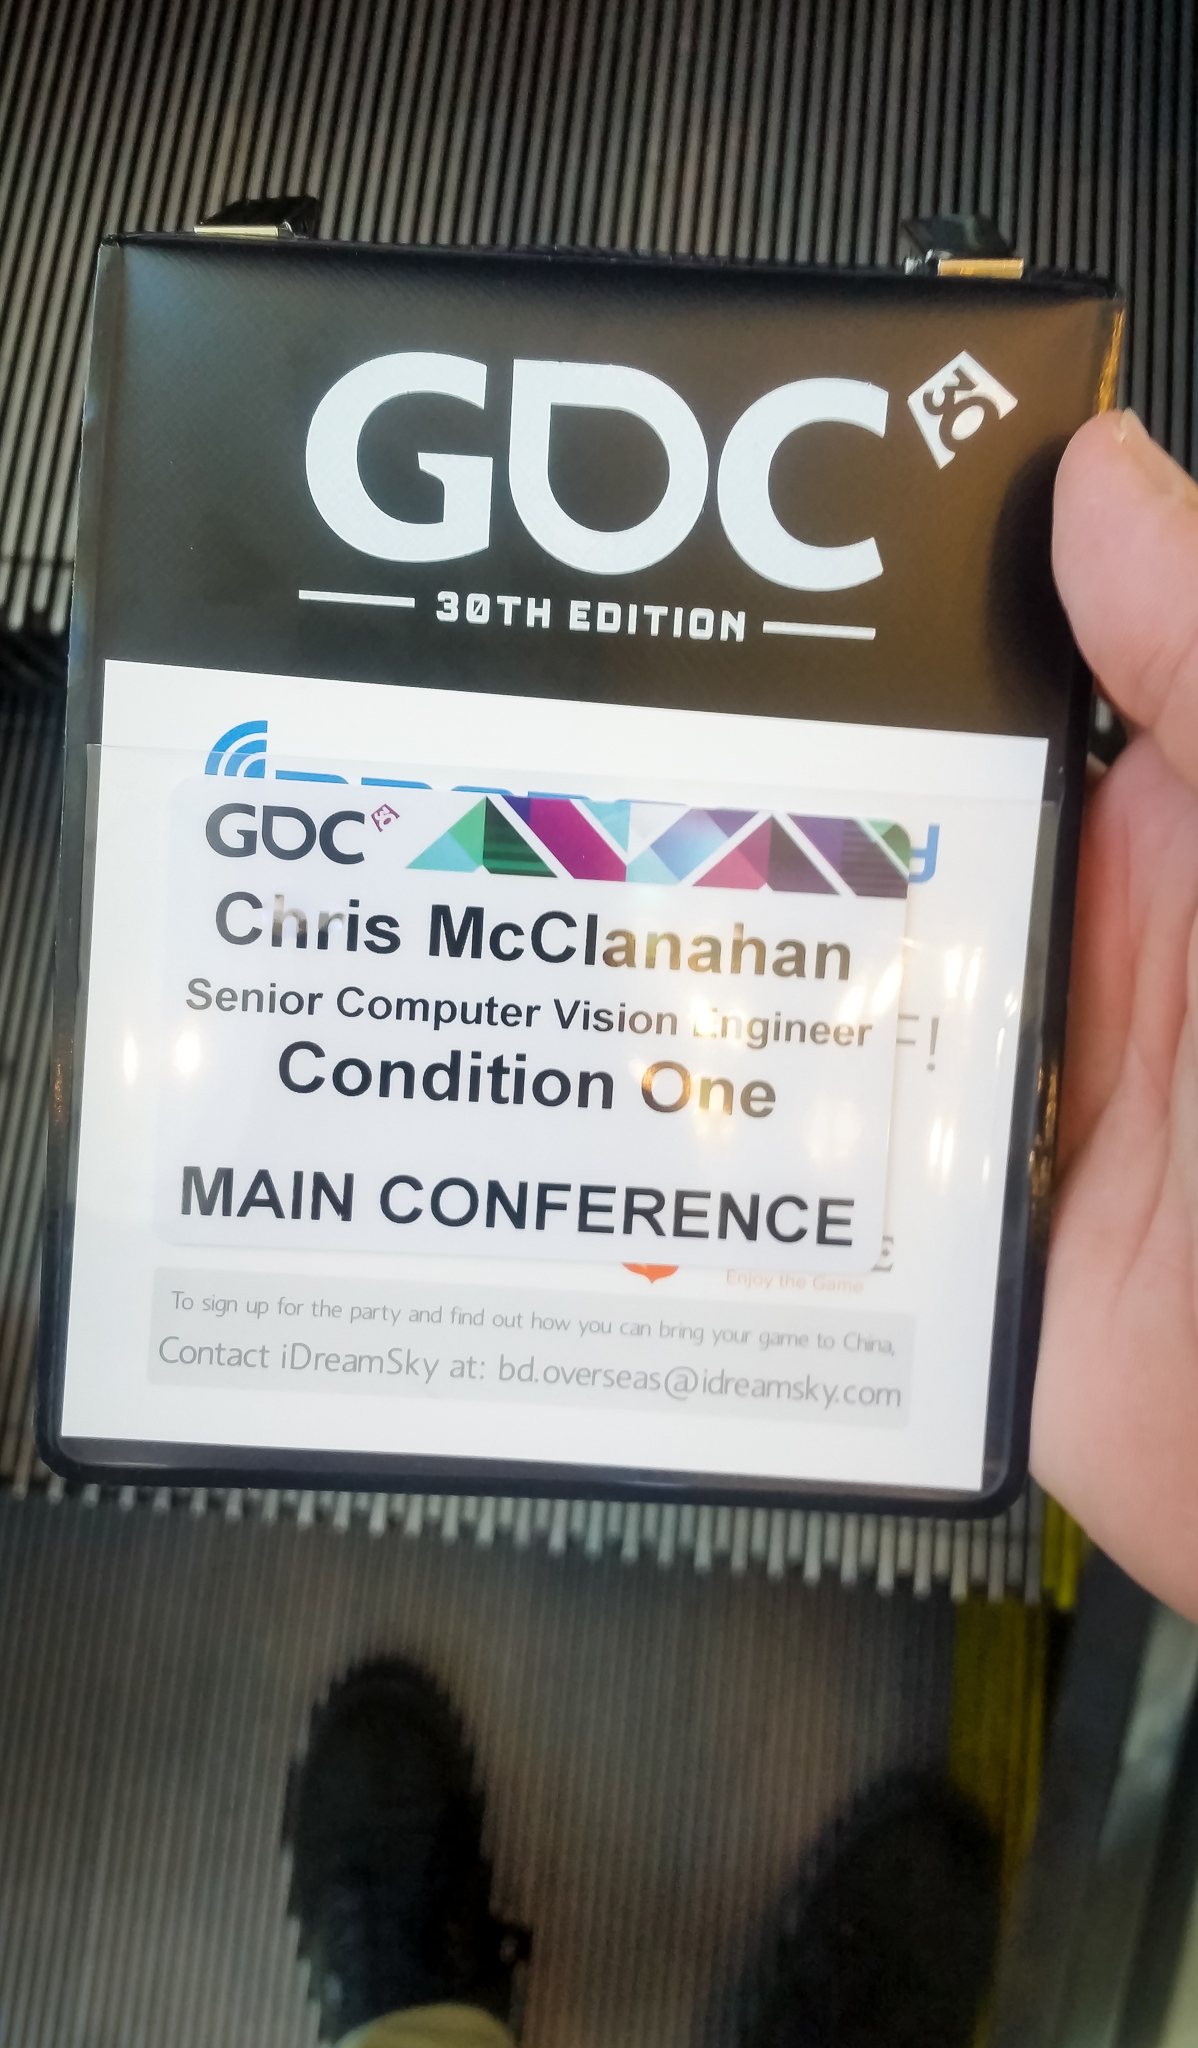 GDC 30
30TH EDITION
GDC 30
Chris McClanahan
Senior Computer Vision Engineer
Condition One
MAIN CONFERENCE
Enjoy the Game
To sign up for the party and find out how you can bring your game to China,
Contact iDreamSky at: bd.overseas@idreamsky.com